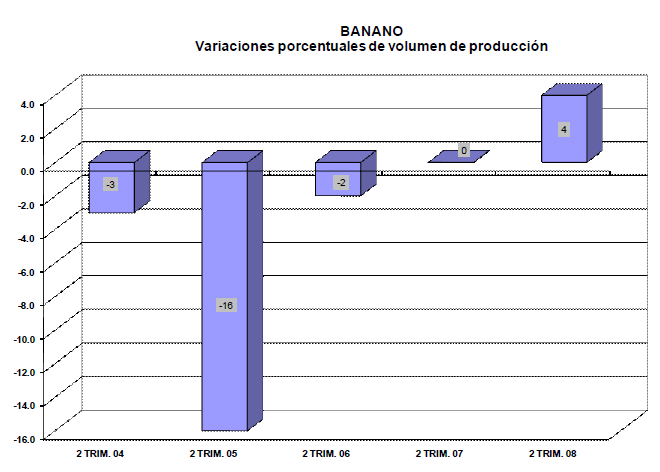 BANANO
Variaciones porcentuales de volumen de producción
4.0
2.0
0.0
-2.0
-4.0
-6.0
-8.0
-10.0
-12.0
-14.0
-16.0
-3
-16
-2
0
4
2 TRIM. 04
2 TRIM. 05
2 TRIM. 06
2 TRIM. 07
2 TRIM. 08